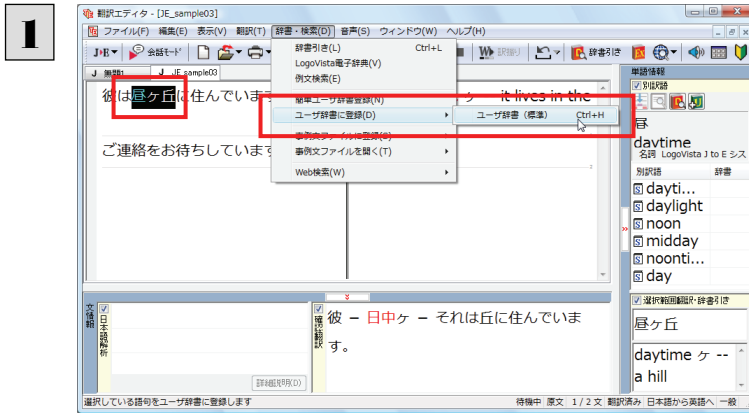 1
翻訳エディタ - [JE_sample03]
ファイル(F) 編集(E) 表示(V) 翻訳(T) 辞書・検索(D) 音声(S) ウィンドウ(W) ヘルプ(H)
J▸E 会話モード 訳振り 辞書引き
J 無題1 J JE_sample03
辞書引き(L) Ctrl+L
LogoVista電子辞典(V)
例文検索(E)
簡単ユーザ辞書登録(N)
ユーザ辞書に登録(D)
ユーザ辞書（標準） Ctrl+H
事例文ファイルに登録(P)
事例文ファイルを開く(T)
Web検索(W)
彼は昼ヶ丘に住んでいます
ヶ — it lives in the
ご連絡をお待ちしています
単語情報
別訳語
昼
daytime
名詞 LogoVista J to E シス
別訳語 辞書
dayti...
daylight
noon
midday
noonti...
day
選択範囲翻訳・辞書引き
昼ヶ丘
daytime ヶ --
a hill
文情報
日本語解析
詳細説明(O)
確認翻訳
彼 – 日中ヶ – それは丘に住んでいま
す。
選択している語句をユーザ辞書に登録します
待機中 原文 1 / 2 文 翻訳済み 日本語から英語へ 一般